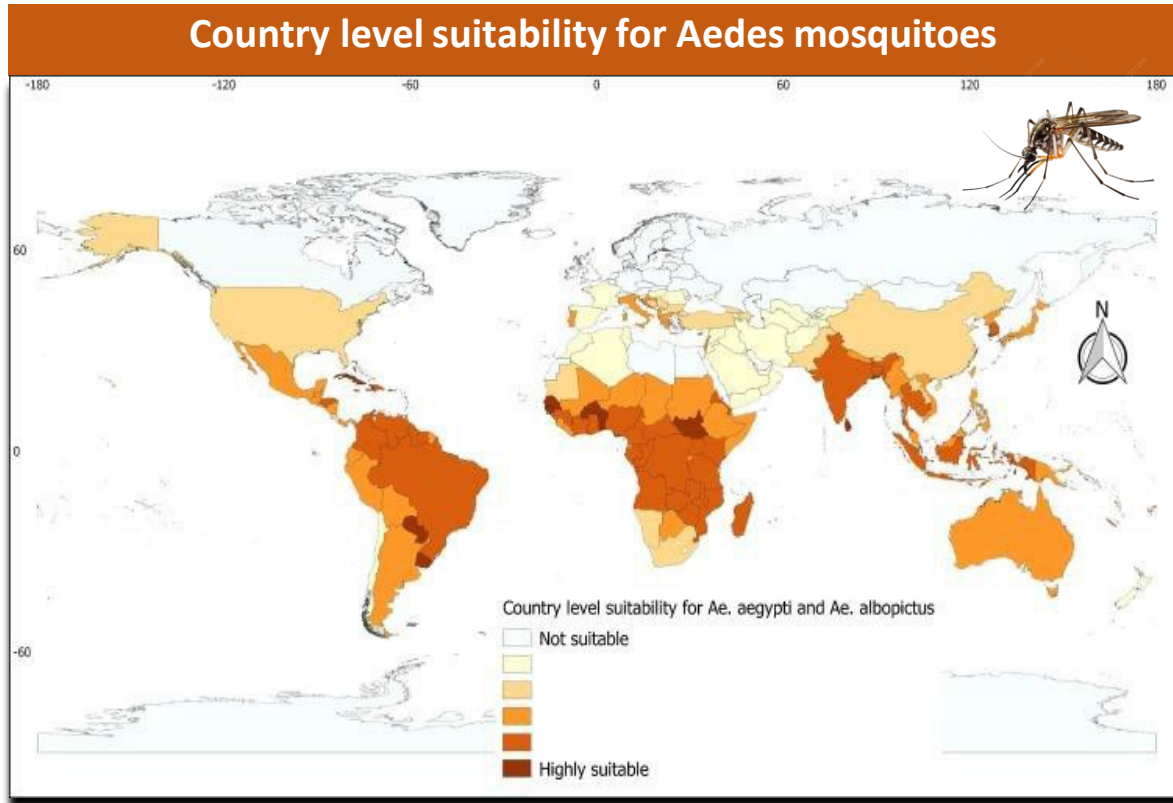 Country level suitability for Aedes mosquitoes
-180 -120 -60 0 60 120 180
60
N
0
Country level suitability for Ae. aegypti and Ae. albopictus
Not suitable
-60
Highly suitable